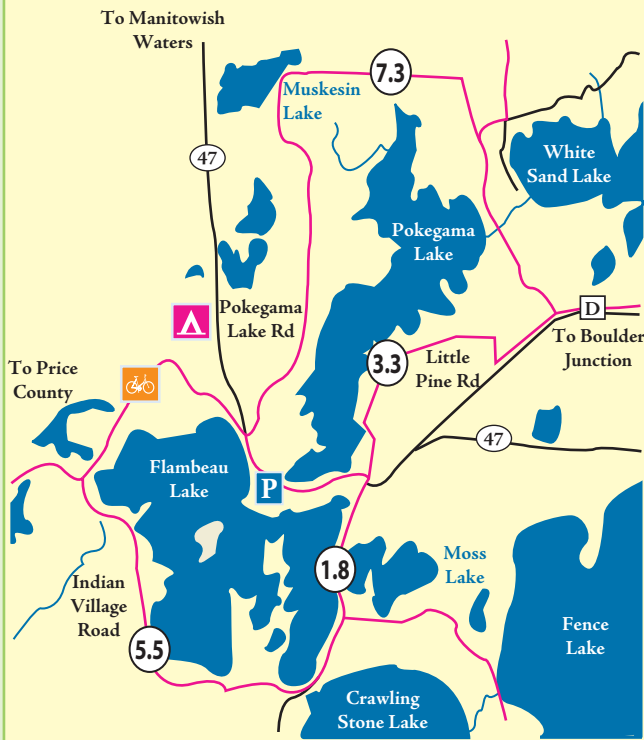 To Manitowish
Waters
7.3
Muskesin
Lake
47
White
Sand Lake
Pokegama
Lake
Pokegama
Lake Rd
D
To Boulder
Junction
3.3
Little
Pine Rd
To Price
County
47
Flambeau
Lake
P
1.8
Moss
Lake
Indian
Village
Road
Fence
Lake
5.5
Crawling
Stone Lake